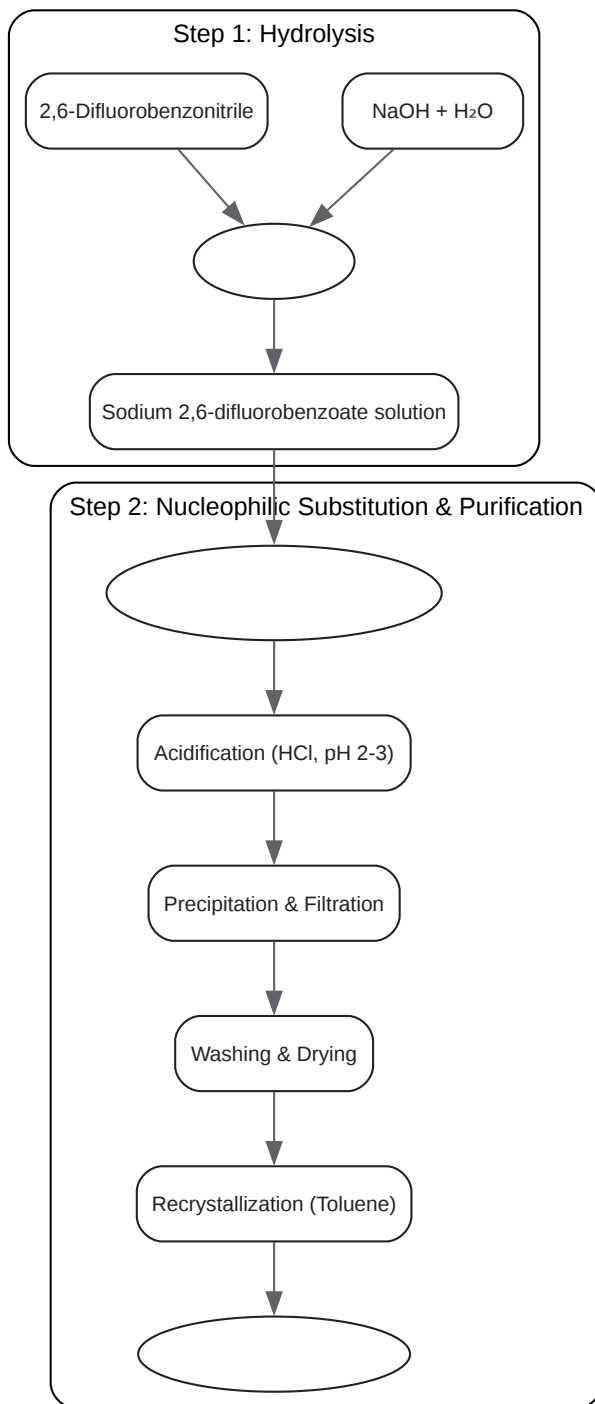 Step 1: Hydrolysis
2,6-Difluorobenzonitrile
NaOH + H₂O
Sodium 2,6-difluorobenzoate solution
Step 2: Nucleophilic Substitution & Purification
Acidification (HCl, pH 2-3)
Precipitation & Filtration
Washing & Drying
Recrystallization (Toluene)